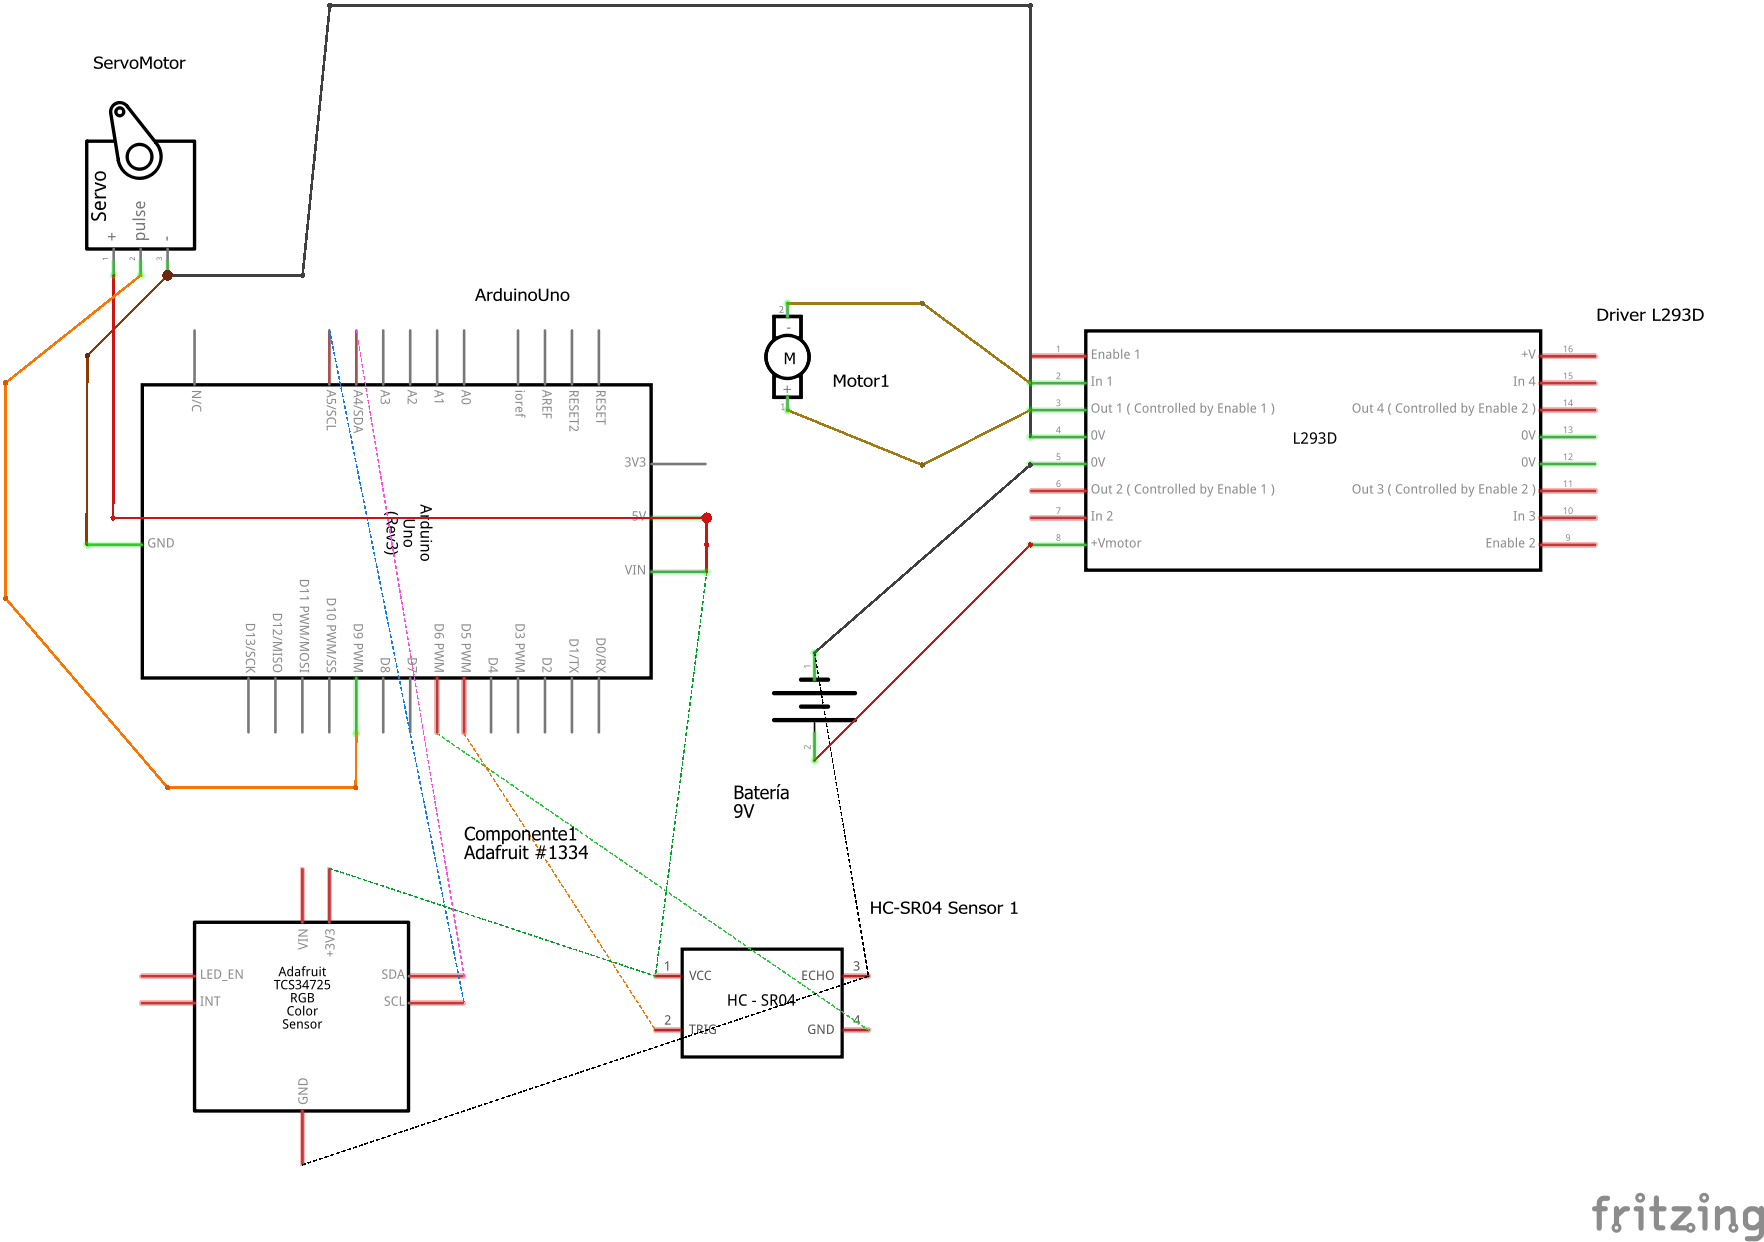 ServoMotor
Servo
+
pulse
-
1
2
3
ArduinoUno
N/C
A5/SCL
A4/SDA
A3
A2
A1
A0
ioref
AREF
RESET2
RESET
3V3
5V
VIN
GND
Arduino
Uno
(Rev3)
D13/SCK
D12/MISO
D11 PWM/MOSI
D10 PWM/SS
D9 PWM
D8
D7
D6 PWM
D5 PWM
D4
D3 PWM
D2
D1/TX
D0/RX
2
-
M
+
1
Motor1
Driver L293D
1
Enable 1
2
In 1
3
Out 1 ( Controlled by Enable 1 )
4
0V
5
0V
6
Out 2 ( Controlled by Enable 1 )
7
In 2
8
+Vmotor
L293D
+V
16
In 4
15
Out 4 ( Controlled by Enable 2 )
14
0V
13
0V
12
Out 3 ( Controlled by Enable 2 )
11
In 3
10
Enable 2
9
1
2
Batería
9V
Componente1
Adafruit #1334
VIN
3V3+
LED_EN
INT
SDA
SCL
GND
Adafruit
TCS34725
RGB
Color
Sensor
HC-SR04 Sensor 1
1
VCC
2
TRIG
ECHO
3
GND
4
HC - SR04
fritzing